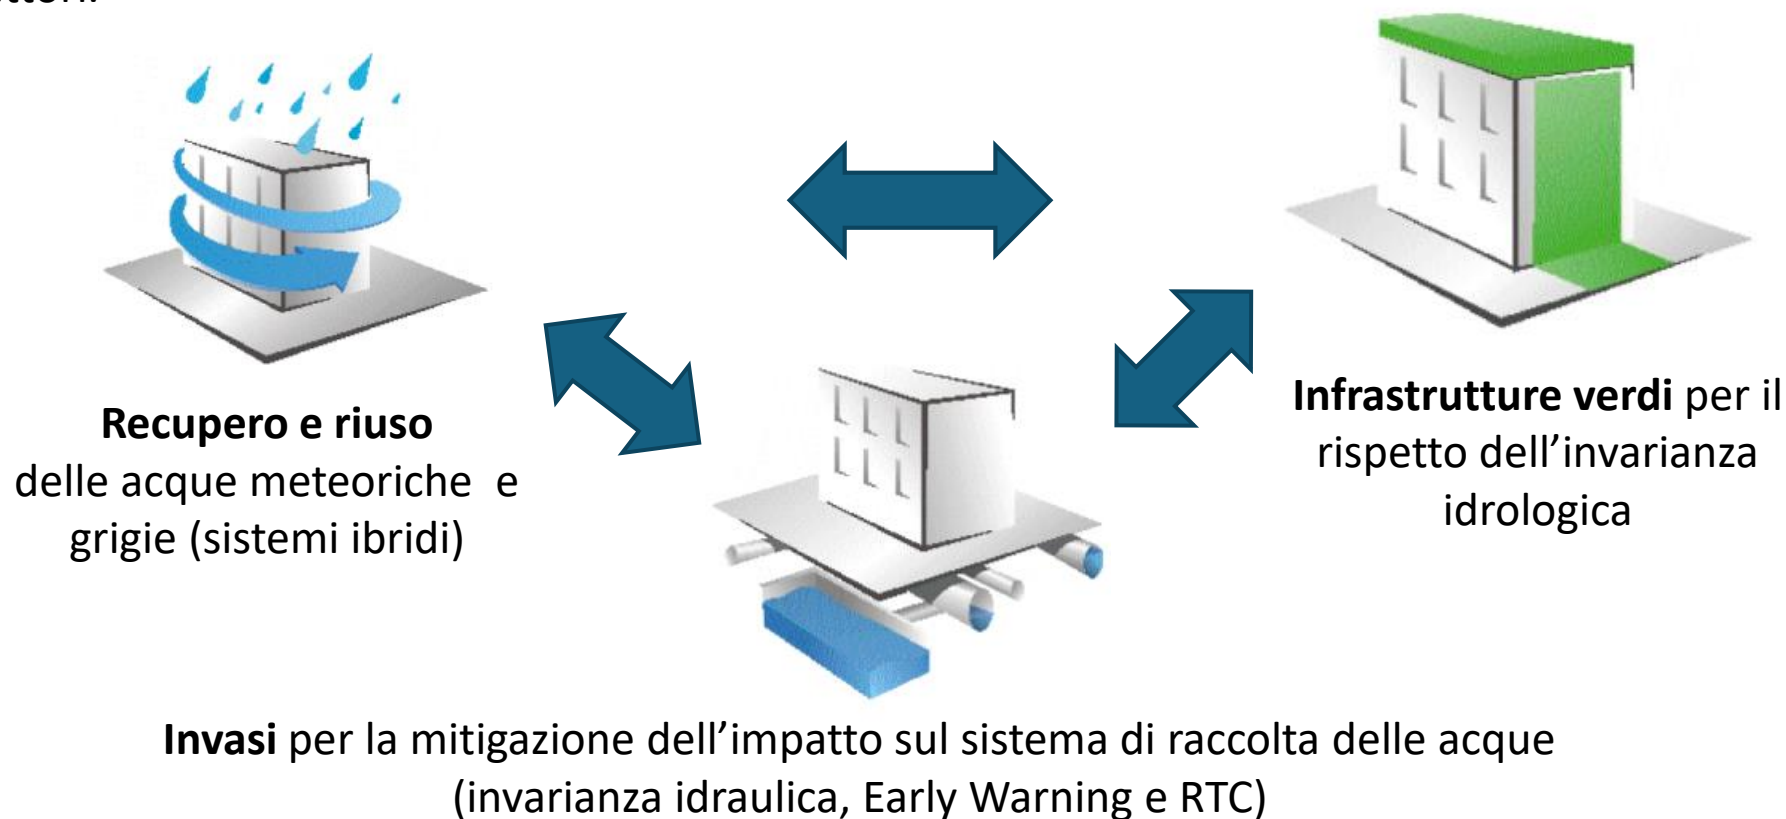 Recupero e riuso
delle acque meteoriche e
grigie (sistemi ibridi)
Infrastrutture verdi per il
rispetto dell’invarianza
idrologica
Invasi per la mitigazione dell’impatto sul sistema di raccolta delle acque
(invarianza idraulica, Early Warning e RTC)